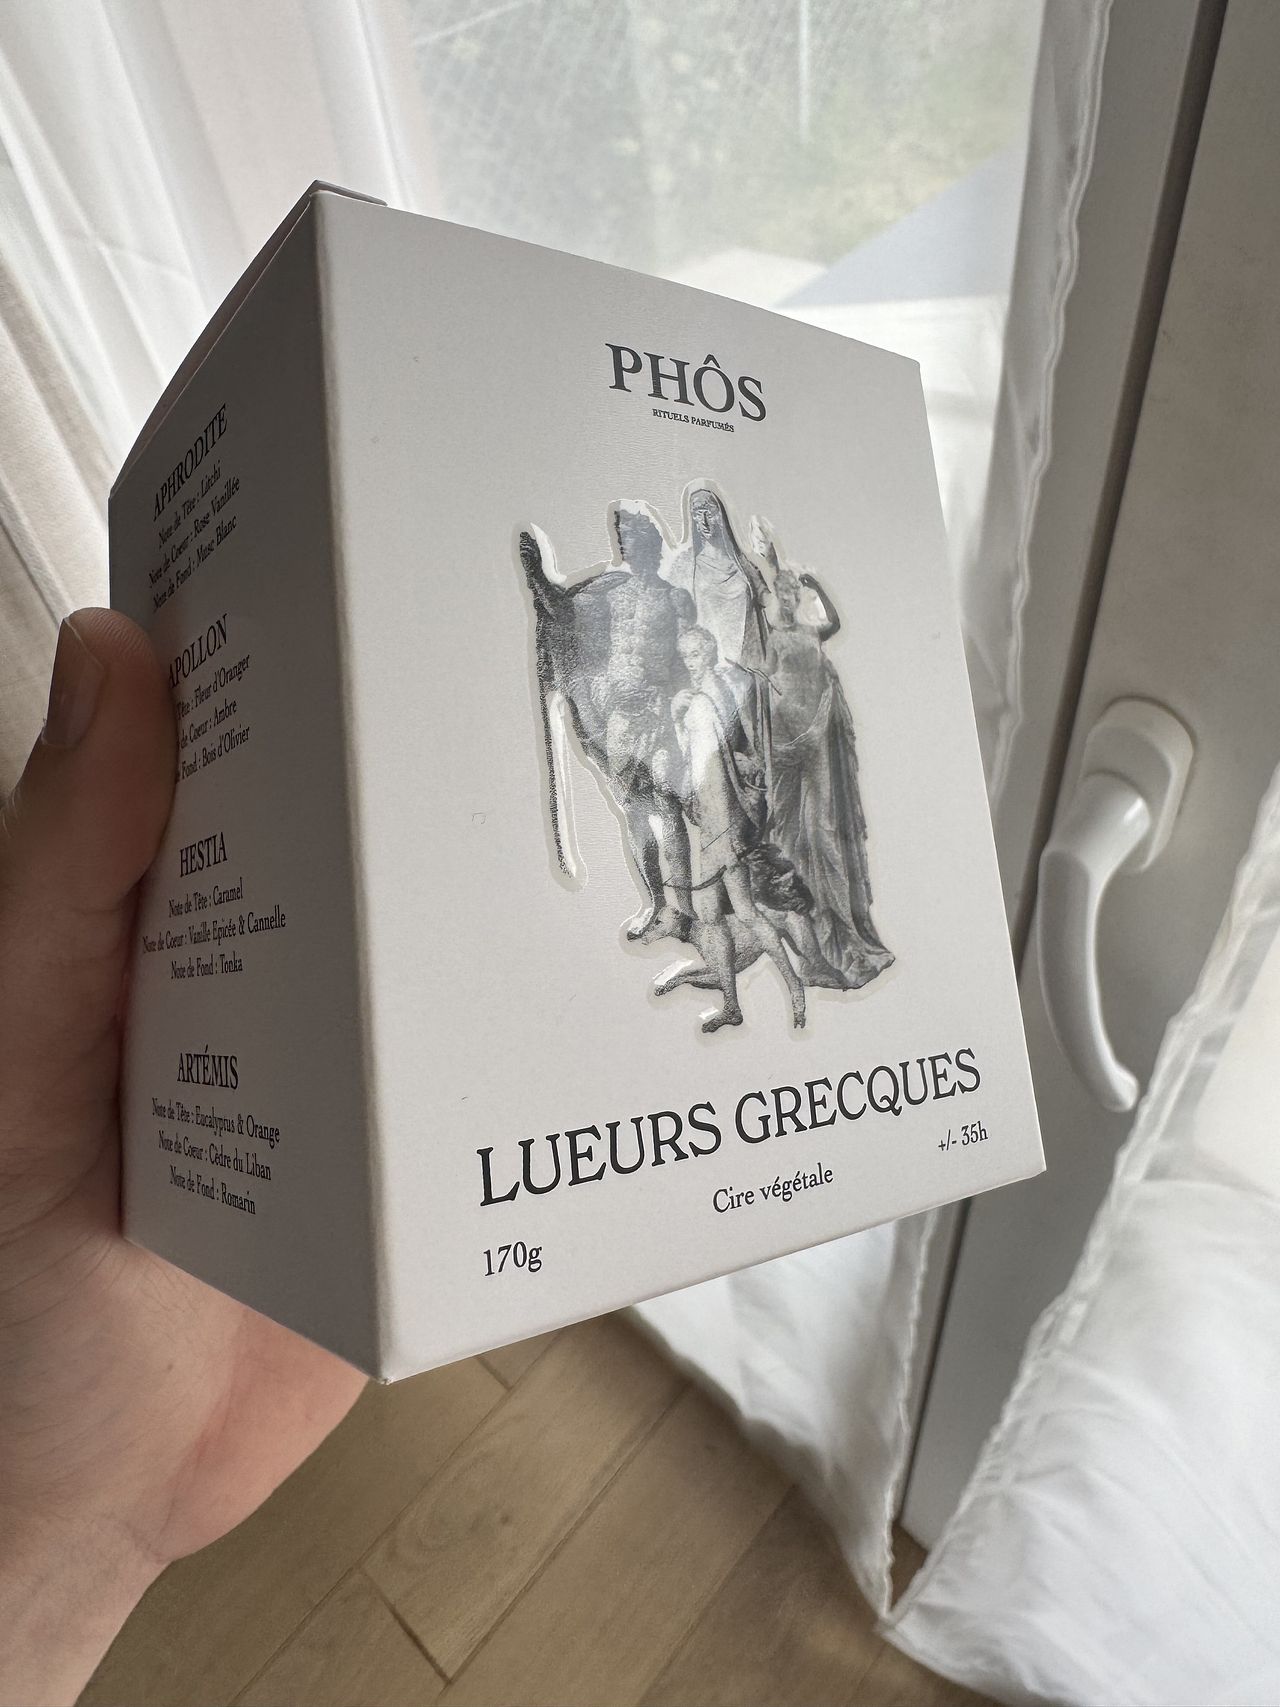 PHÔS
RITUELS PARFUMÉS
LUEURS GRECQUES
+/- 35h
Cire végétale
170g
APHRODITE
Note de Tête : Litchi
Note de Coeur : Rose Vanillée
Note de Fond : Musc Blanc
APOLLON
Tête : Fleur d'Oranger
de Coeur : Ambre
Fond : Bois d'Olivier
HESTIA
Note de Tête : Caramel
Note de Coeur : Vanille Epicée & Cannelle
Note de Fond : Tonka
ARTÉMIS
Note de Tête : Eucalyptus & Orange
Note de Coeur : Cèdre du Liban
Note de Fond : Romarin